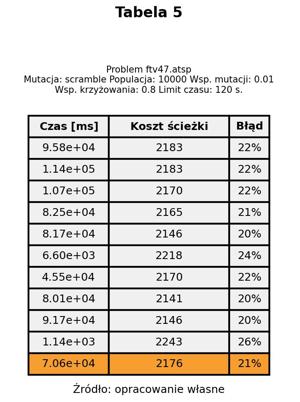 Tabela 5
Problem ftv47.atsp
Mutacja: scramble Populacja: 10000 Wsp. mutacji: 0.01
Wsp. krzyżowania: 0.8 Limit czasu: 120 s.
Czas [ms] Koszt ścieżki Błąd
9.58e+04 2183 22%
1.14e+05 2183 22%
1.07e+05 2170 22%
8.25e+04 2165 21%
8.17e+04 2146 20%
6.60e+03 2218 24%
4.55e+04 2170 22%
8.01e+04 2141 20%
9.17e+04 2146 20%
1.14e+03 2243 26%
7.06e+04 2176 21%
Źródło: opracowanie własne